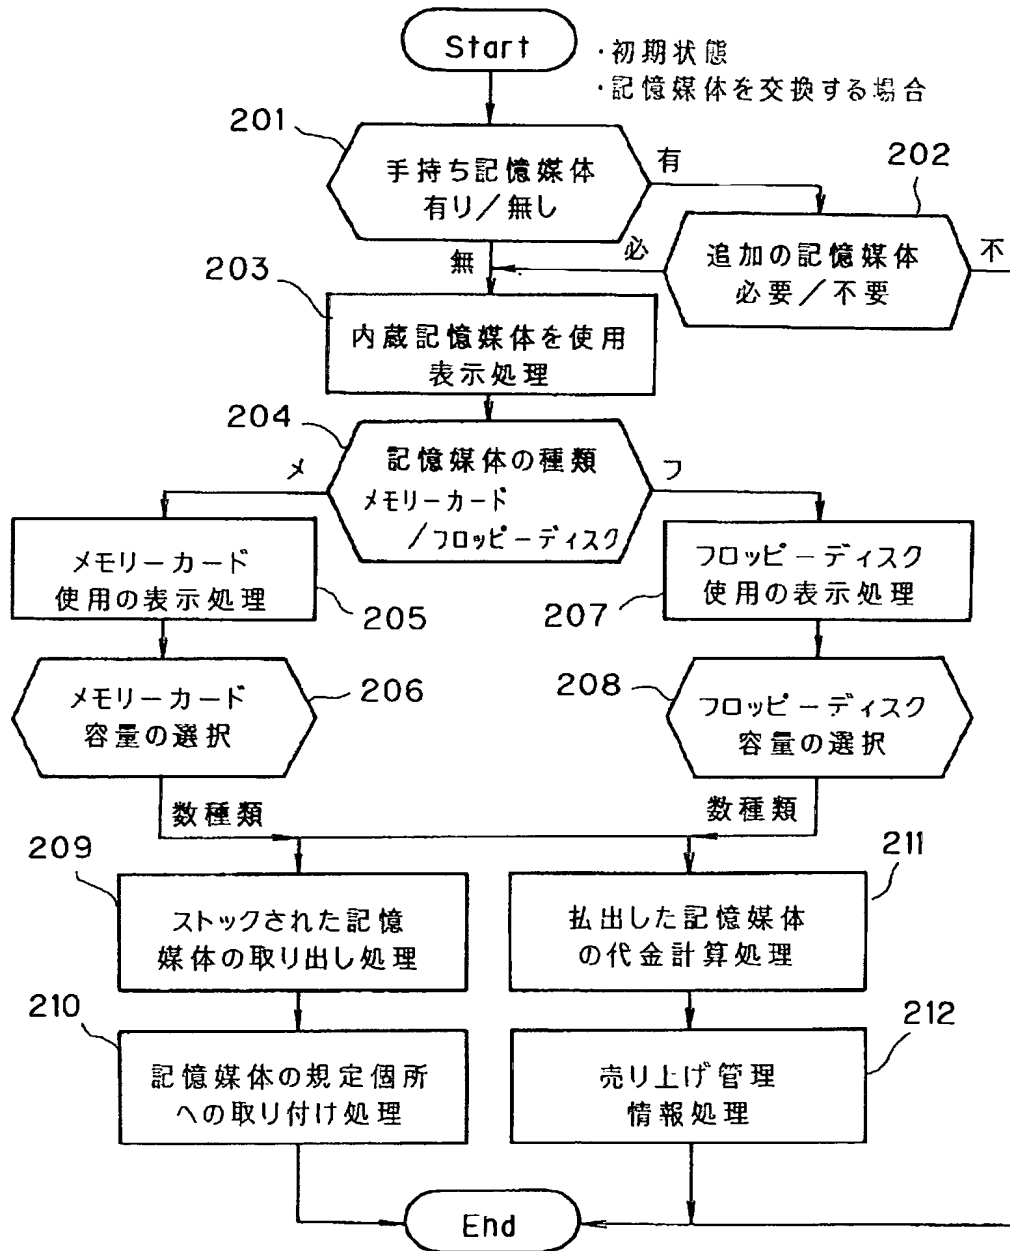 Start
・初期状態
・記憶媒体を交換する場合
201
手持ち記憶媒体
有り/無し
有
202
追加の記憶媒体
必要/不要
必
不
無
203
内蔵記憶媒体を使用
表示処理
204
記憶媒体の種類
メモリーカード
/フロッピーディスク
メ
フ
メモリーカード
使用の表示処理
205
フロッピーディスク
使用の表示処理
207
メモリーカード
容量の選択
206
フロッピーディスク
容量の選択
208
数種類
数種類
209
ストックされた記憶
媒体の取り出し処理
211
払出した記憶媒体
の代金計算処理
210
記憶媒体の規定個所
への取り付け処理
212
売り上げ管理
情報処理
End